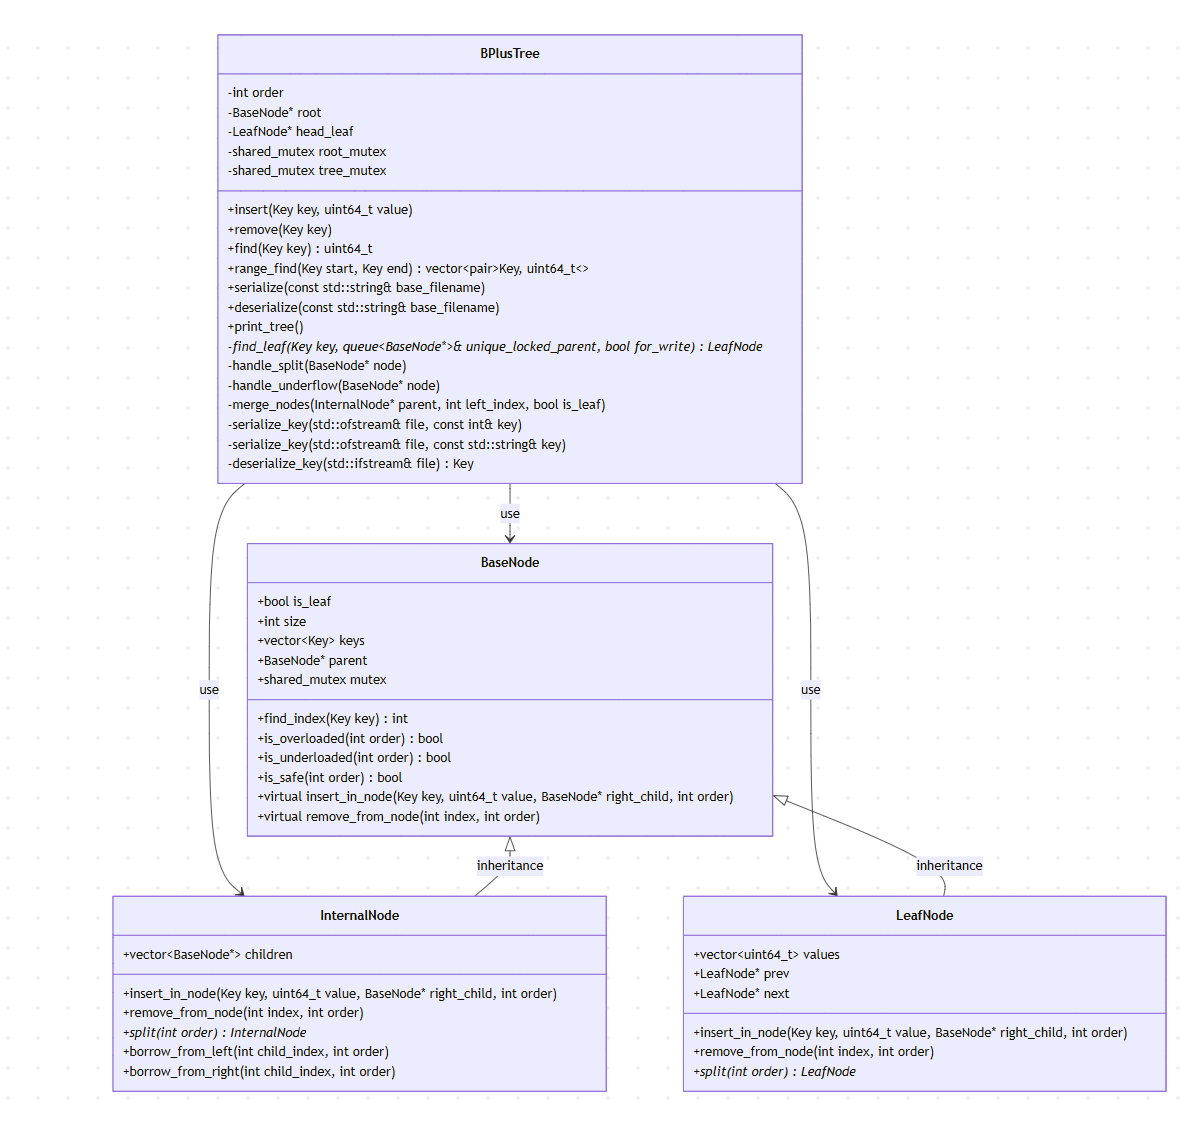 BPlusTree
-int order
-BaseNode* root
-LeafNode* head_leaf
-shared_mutex root_mutex
-shared_mutex tree_mutex
+insert(Key key, uint64_t value)
+remove(Key key)
+find(Key key) : uint64_t
+range_find(Key start, Key end) : vector<pair>Key, uint64_t<>
+serialize(const std::string& base_filename)
+deserialize(const std::string& base_filename)
+print_tree()
-find_leaf(Key key, queue<BaseNode*>& unique_locked_parent, bool for_write) : LeafNode
-handle_split(BaseNode* node)
-handle_underflow(BaseNode* node)
-merge_nodes(InternalNode* parent, int left_index, bool is_leaf)
-serialize_key(std::ofstream& file, const int& key)
-serialize_key(std::ofstream& file, const std::string& key)
-deserialize_key(std::ifstream& file) : Key
use
BaseNode
+bool is_leaf
+int size
+vector<Key> keys
+BaseNode* parent
+shared_mutex mutex
+find_index(Key key) : int
+is_overloaded(int order) : bool
+is_underloaded(int order) : bool
+is_safe(int order) : bool
+virtual insert_in_node(Key key, uint64_t value, BaseNode* right_child, int order)
+virtual remove_from_node(int index, int order)
use
use
inheritance
inheritance
InternalNode
+vector<BaseNode*> children
+insert_in_node(Key key, uint64_t value, BaseNode* right_child, int order)
+remove_from_node(int index, int order)
+split(int order) : InternalNode
+borrow_from_left(int child_index, int order)
+borrow_from_right(int child_index, int order)
LeafNode
+vector<uint64_t> values
+LeafNode* prev
+LeafNode* next
+insert_in_node(Key key, uint64_t value, BaseNode* right_child, int order)
+remove_from_node(int index, int order)
+split(int order) : LeafNode